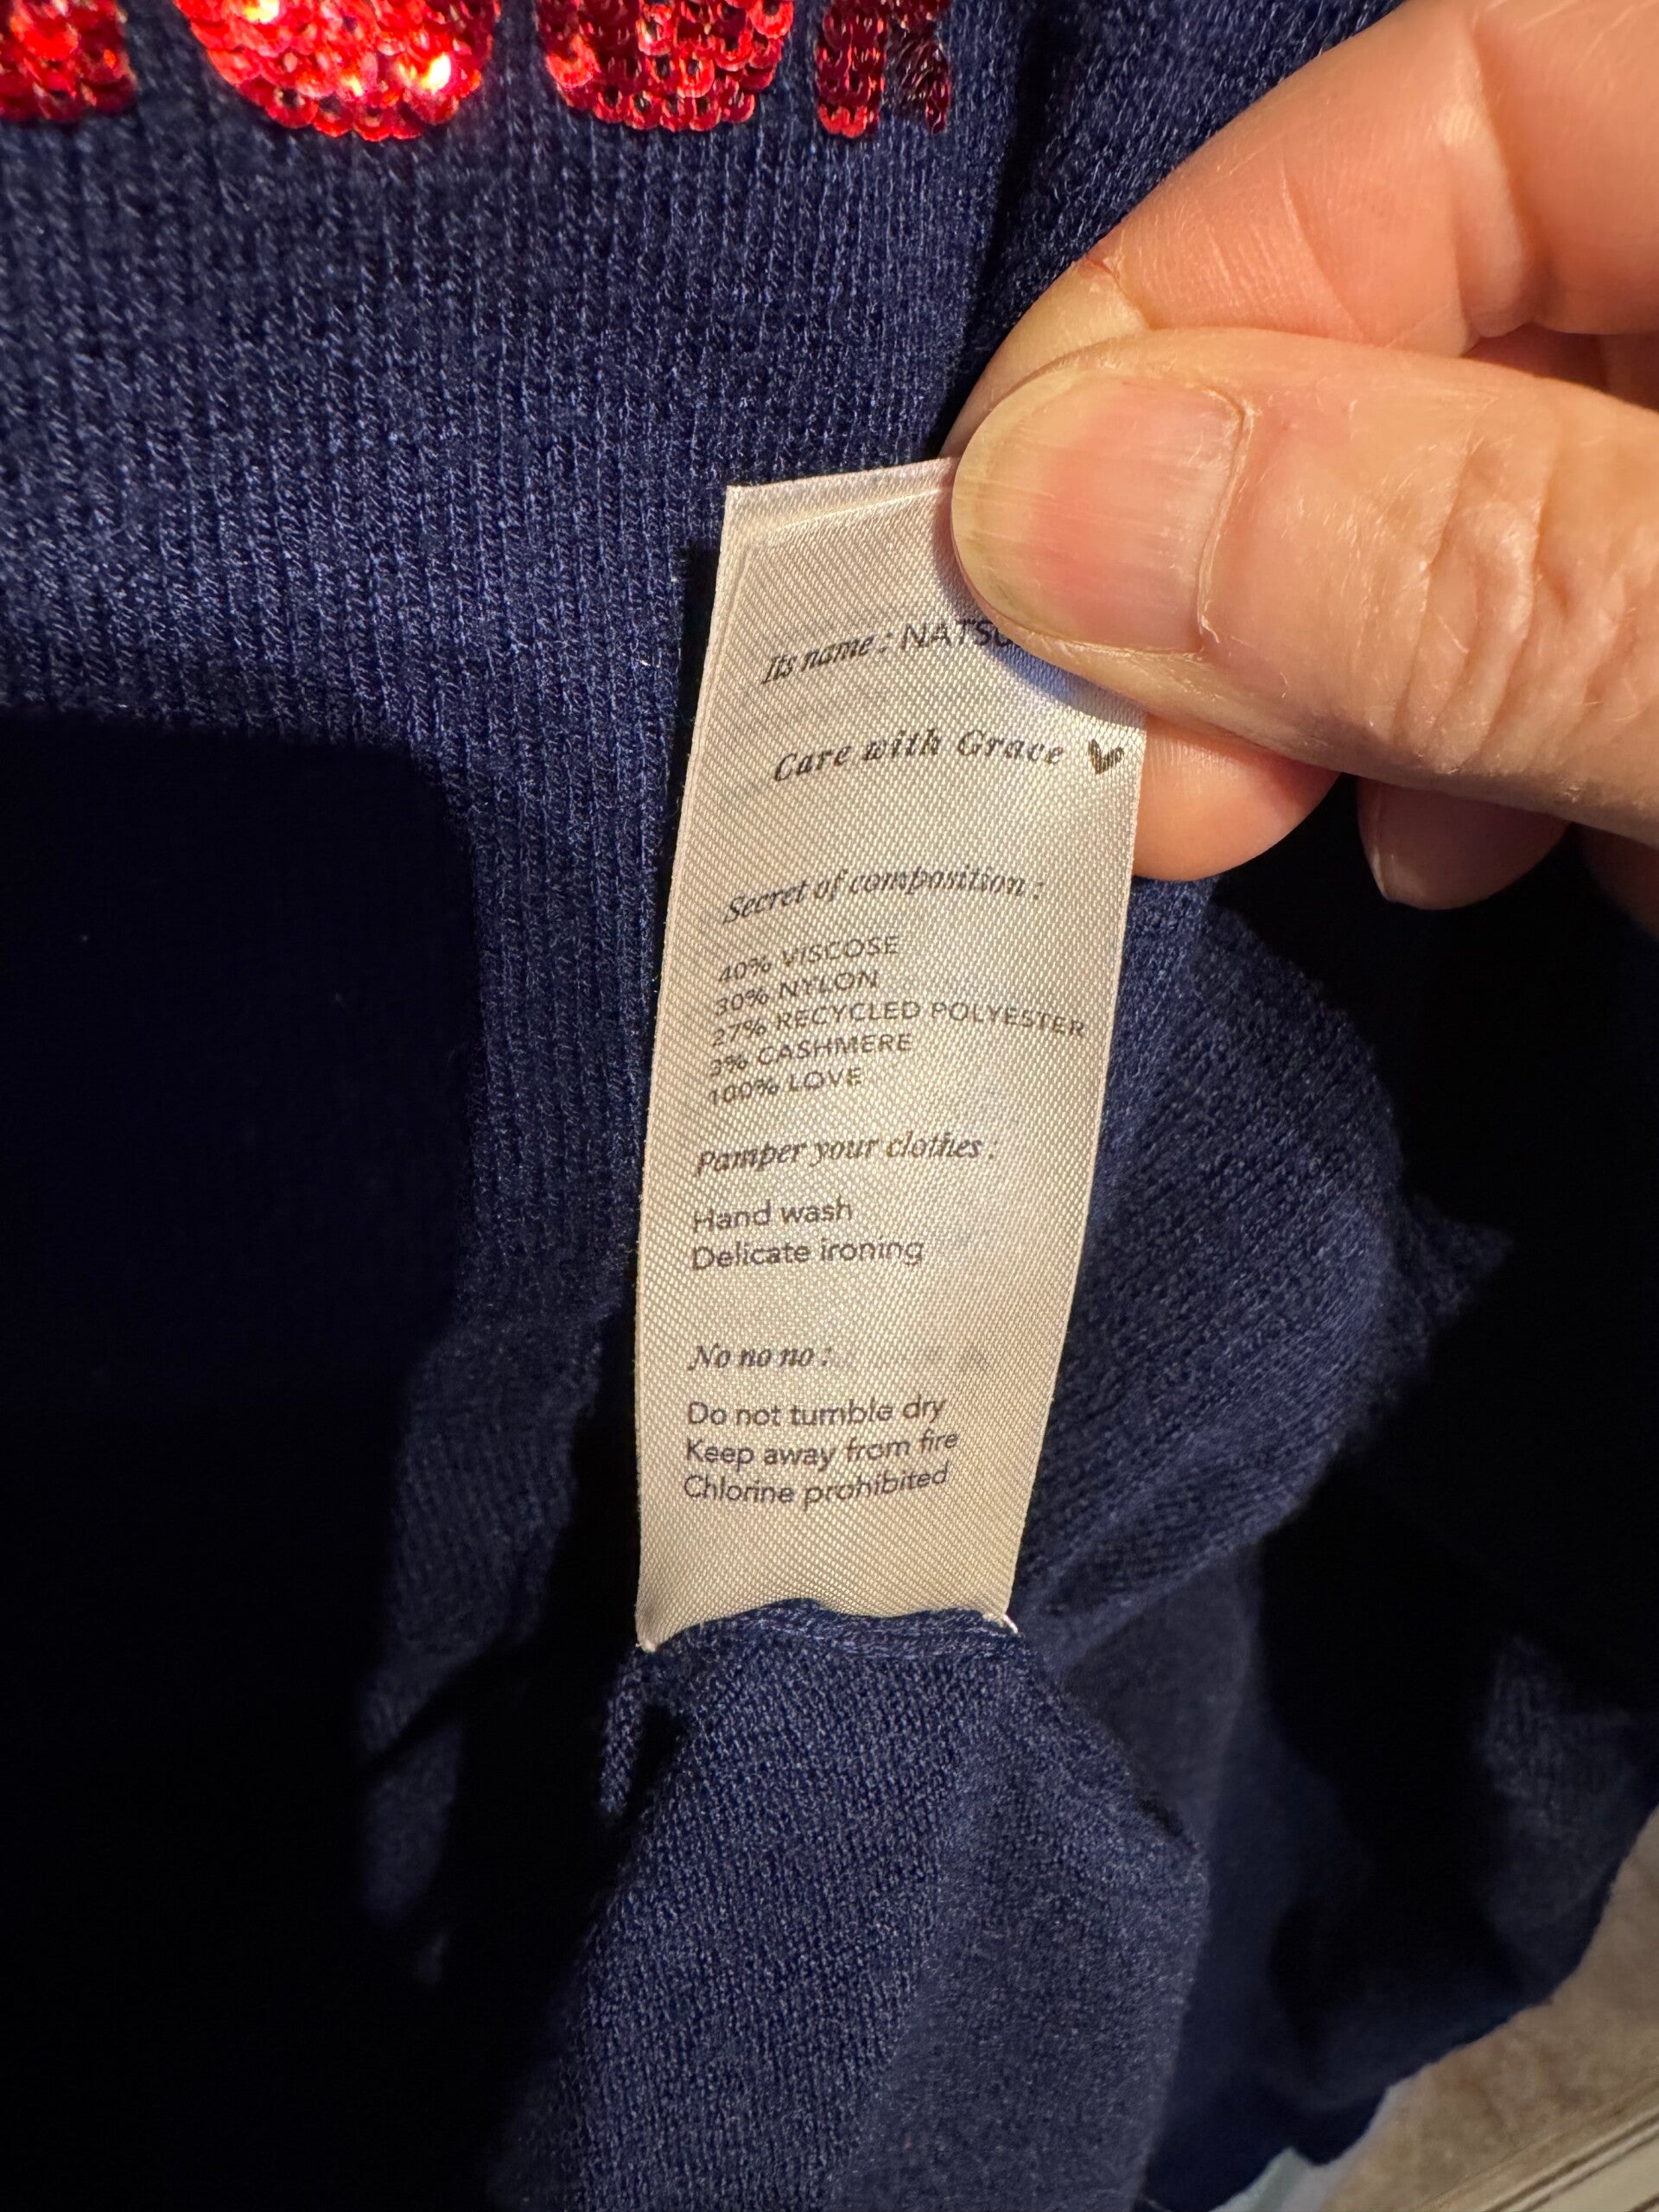 Its name :
Care with Grace
Secret of composition :
40% VISCOSE
30% NYLON
27% RECYCLED POLYESTER
3% CASHMERE
100% LOVE
Pamper your clothes :
Hand wash
Delicate ironing
No no no :
Do not tumble dry
Keep away from fire
Chlorine prohibited